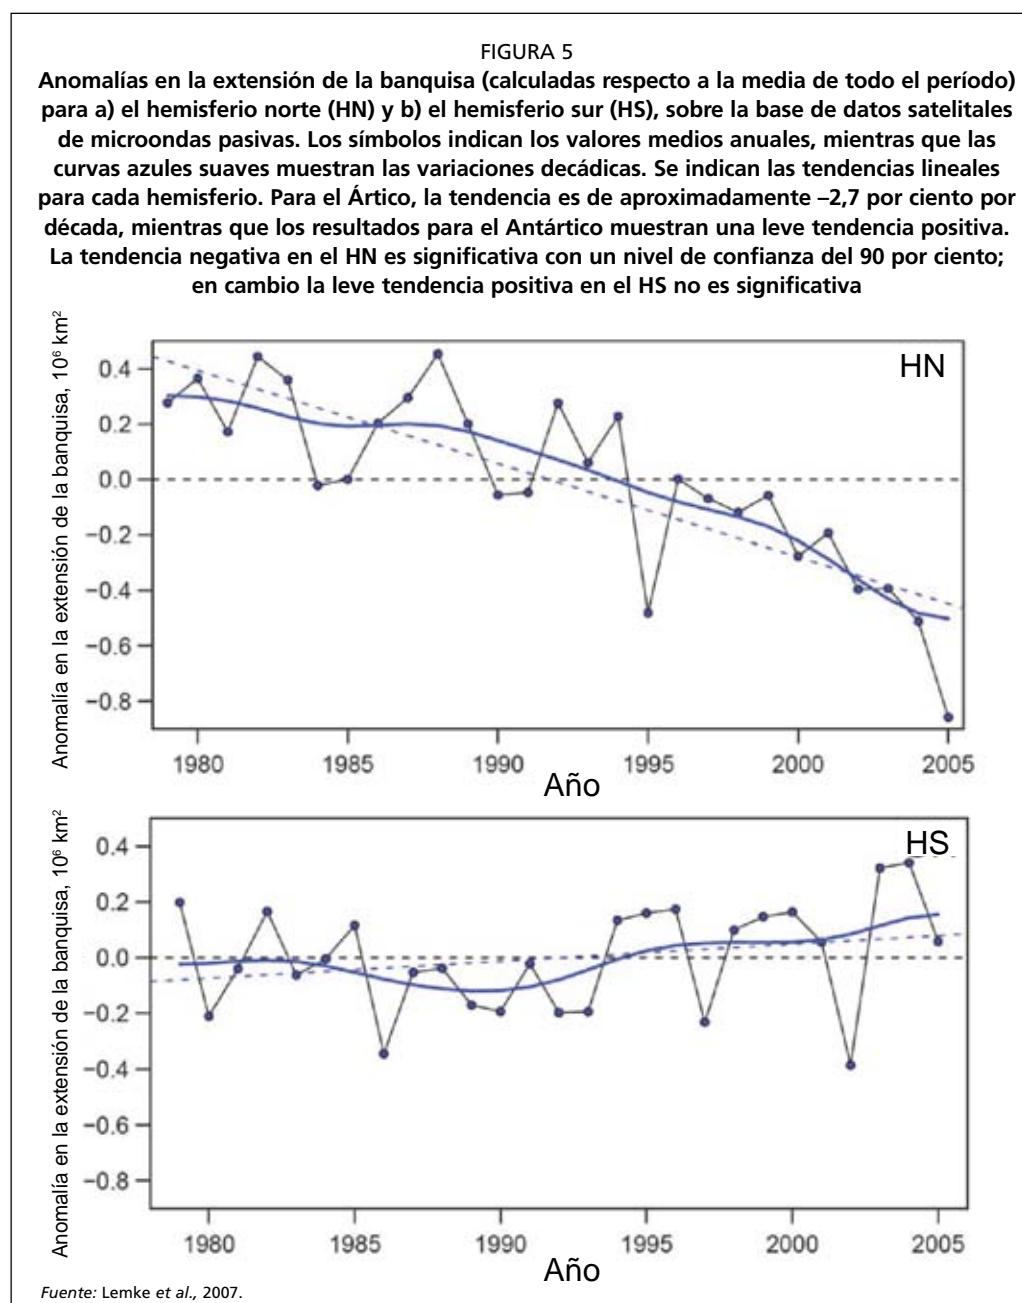 FIGURA 5
Anomalías en la extensión de la banquisa (calculadas respecto a la media de todo el período)
para a) el hemisferio norte (HN) y b) el hemisferio sur (HS), sobre la base de datos satelitales
de microondas pasivas. Los símbolos indican los valores medios anuales, mientras que las
curvas azules suaves muestran las variaciones decádicas. Se indican las tendencias lineales
para cada hemisferio. Para el Ártico, la tendencia es de aproximadamente –2,7 por ciento por
década, mientras que los resultados para el Antártico muestran una leve tendencia positiva.
La tendencia negativa en el HN es significativa con un nivel de confianza del 90 por ciento;
en cambio la leve tendencia positiva en el HS no es significativa
Anomalía en la extensión de la banquisa, 10⁶ km²
HN
0.4
0.2
0.0
−0.2
−0.4
−0.6
−0.8
1980 1985 1990 1995 2000 2005
Año
Anomalía en la extensión de la banquisa, 10⁶ km²
HS
0.4
0.2
0.0
−0.2
−0.4
−0.6
−0.8
1980 1985 1990 1995 2000 2005
Año
Fuente: Lemke et al., 2007.